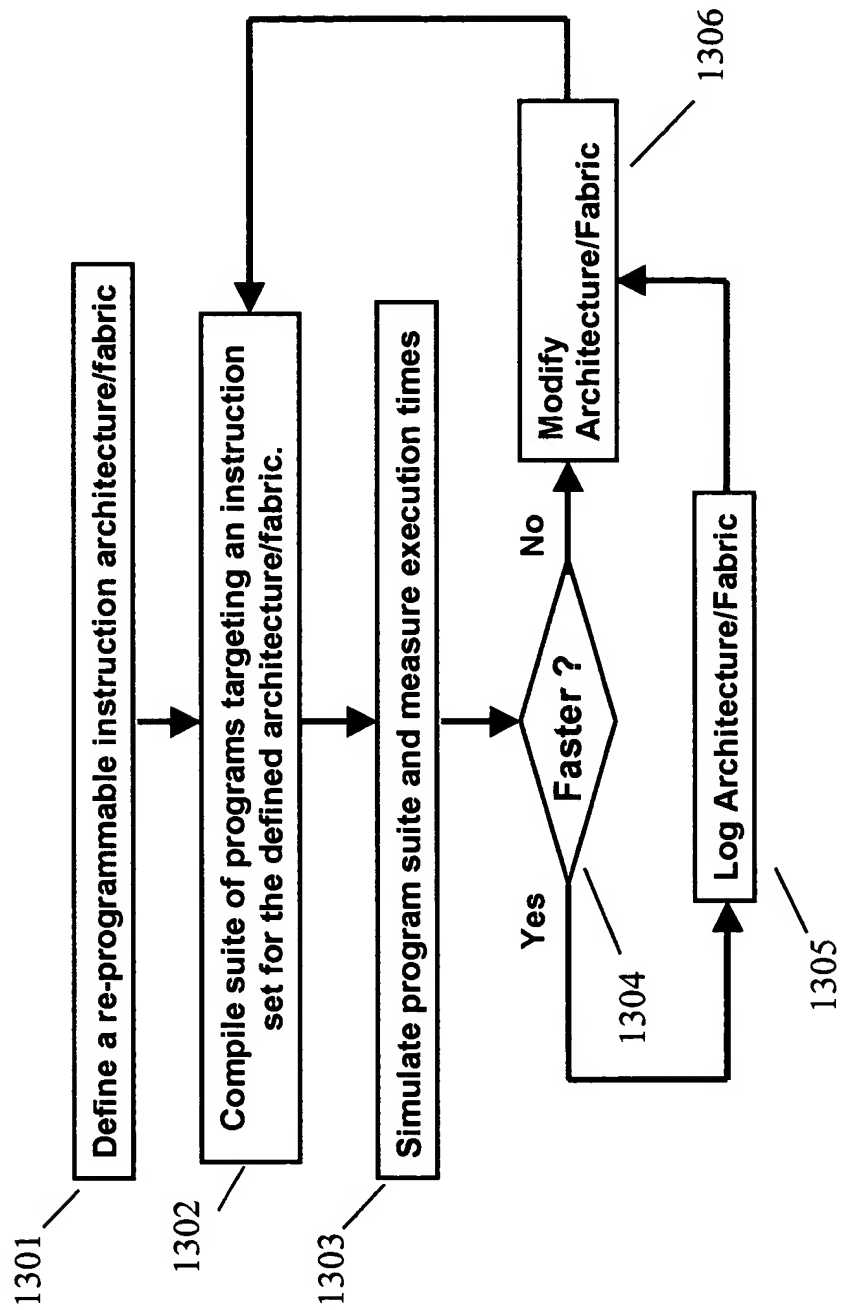 1301
Define a re-programmable instruction architecture/fabric
1302
Compile suite of programs targeting an instruction
set for the defined architecture/fabric.
1303
Simulate program suite and measure execution times
1304
Faster ?
Yes
No
1305
Log Architecture/Fabric
1306
Modify
Architecture/Fabric